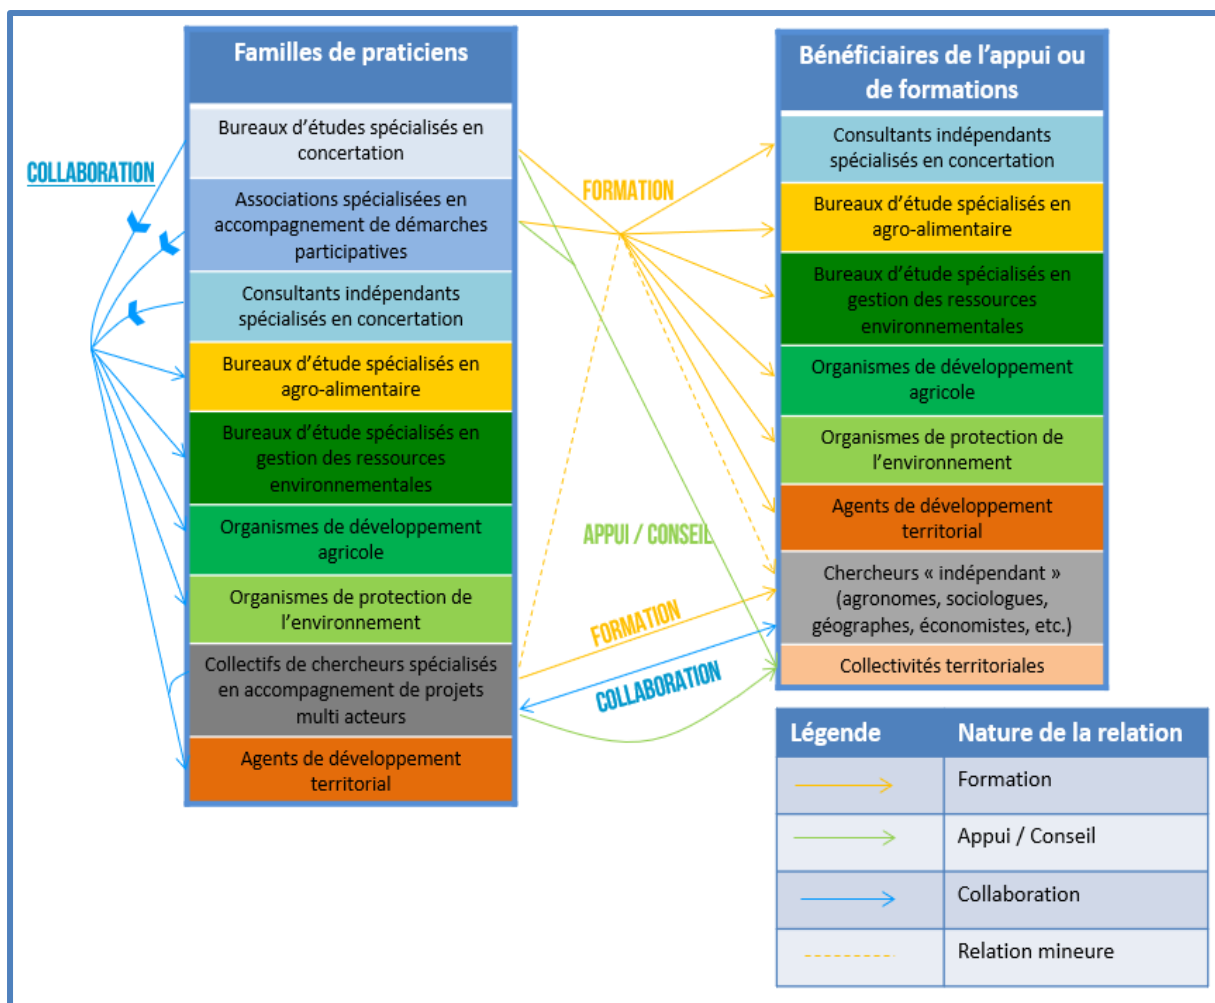 Familles de praticiens
Bureaux d'études spécialisés en
concertation
Associations spécialisées en
accompagnement de démarches
participatives
Consultants indépendants
spécialisés en concertation
Bureaux d'étude spécialisés en
agro-alimentaire
Bureaux d'étude spécialisés en
gestion des ressources
environnementales
Organismes de développement
agricole
Organismes de protection de
l'environnement
Collectifs de chercheurs spécialisés
en accompagnement de projets
multi acteurs
Agents de développement
territorial
COLLABORATION
FORMATION
APPUI / CONSEIL
FORMATION
COLLABORATION
Bénéficiaires de l'appui ou
de formations
Consultants indépendants
spécialisés en concertation
Bureaux d'étude spécialisés en
agro-alimentaire
Bureaux d'étude spécialisés en
gestion des ressources
environnementales
Organismes de développement
agricole
Organismes de protection de
l'environnement
Agents de développement
territorial
Chercheurs « indépendant »
(agronomes, sociologues,
géographes, économistes, etc.)
Collectivités territoriales
Légende Nature de la relation
Formation
Appui / Conseil
Collaboration
Relation mineure